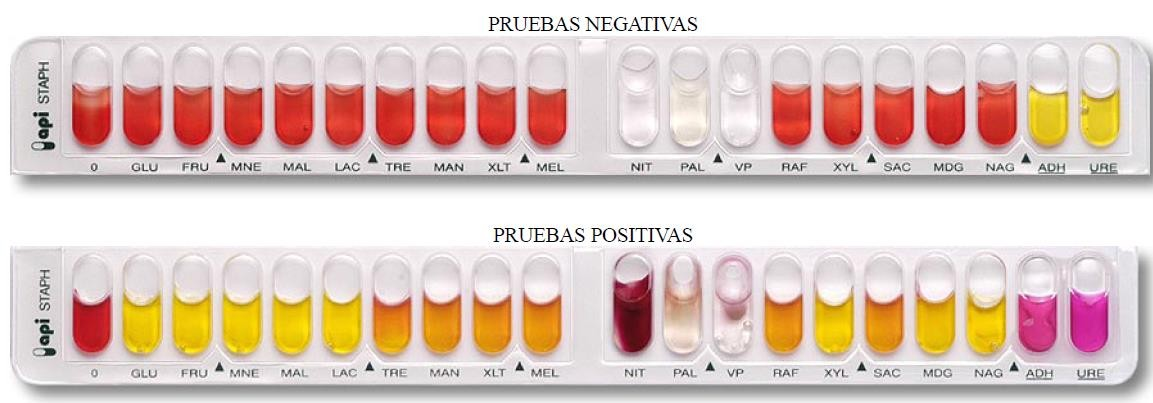 PRUEBAS NEGATIVAS
api STAPH
0 GLU FRU MNE MAL LAC TRE MAN XLT MEL NIT PAL VP RAF XYL SAC MDG NAG ADH URE
PRUEBAS POSITIVAS
api STAPH
0 GLU FRU MNE MAL LAC TRE MAN XLT MEL NIT PAL VP RAF XYL SAC MDG NAG ADH URE